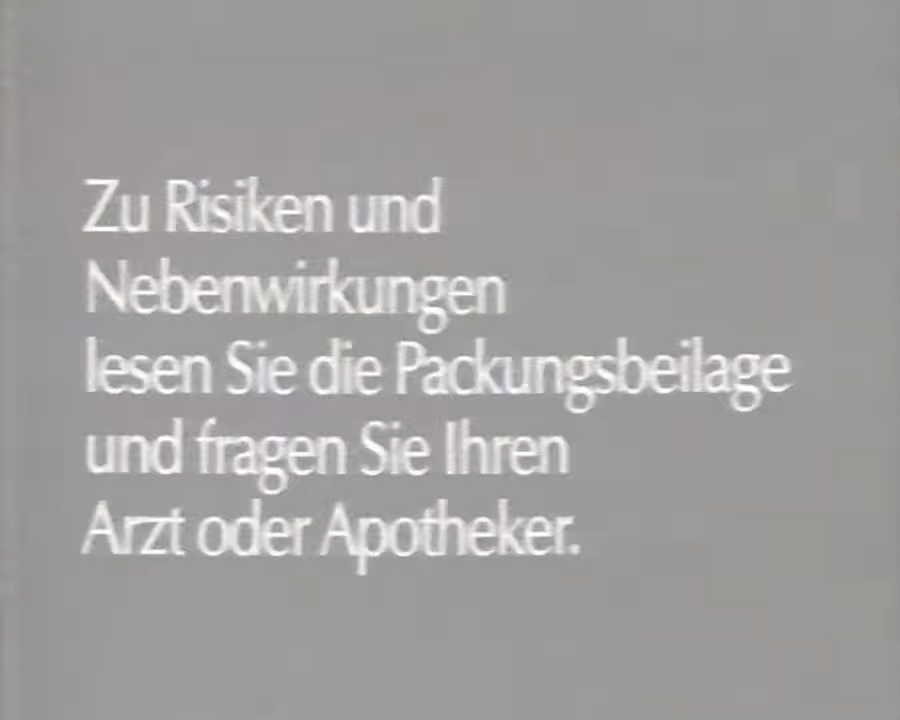 Zu Risiken und
Nebenwirkungen
lesen Sie die Packungsbeilage
und fragen Sie Ihren
Arzt oder Apotheker.